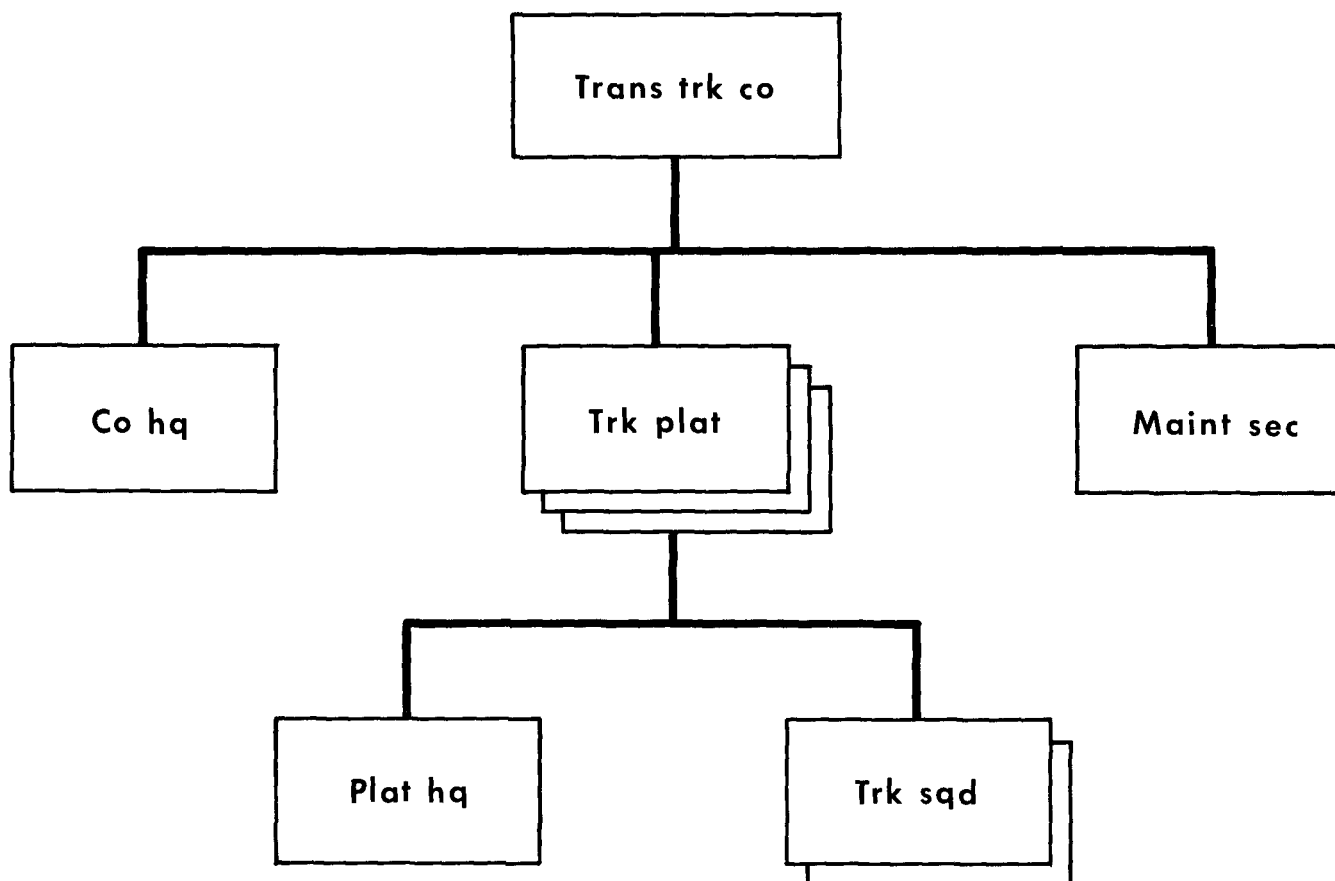 Trans trk co
Co hq
Trk plat
Maint sec
Plat hq
Trk sqd